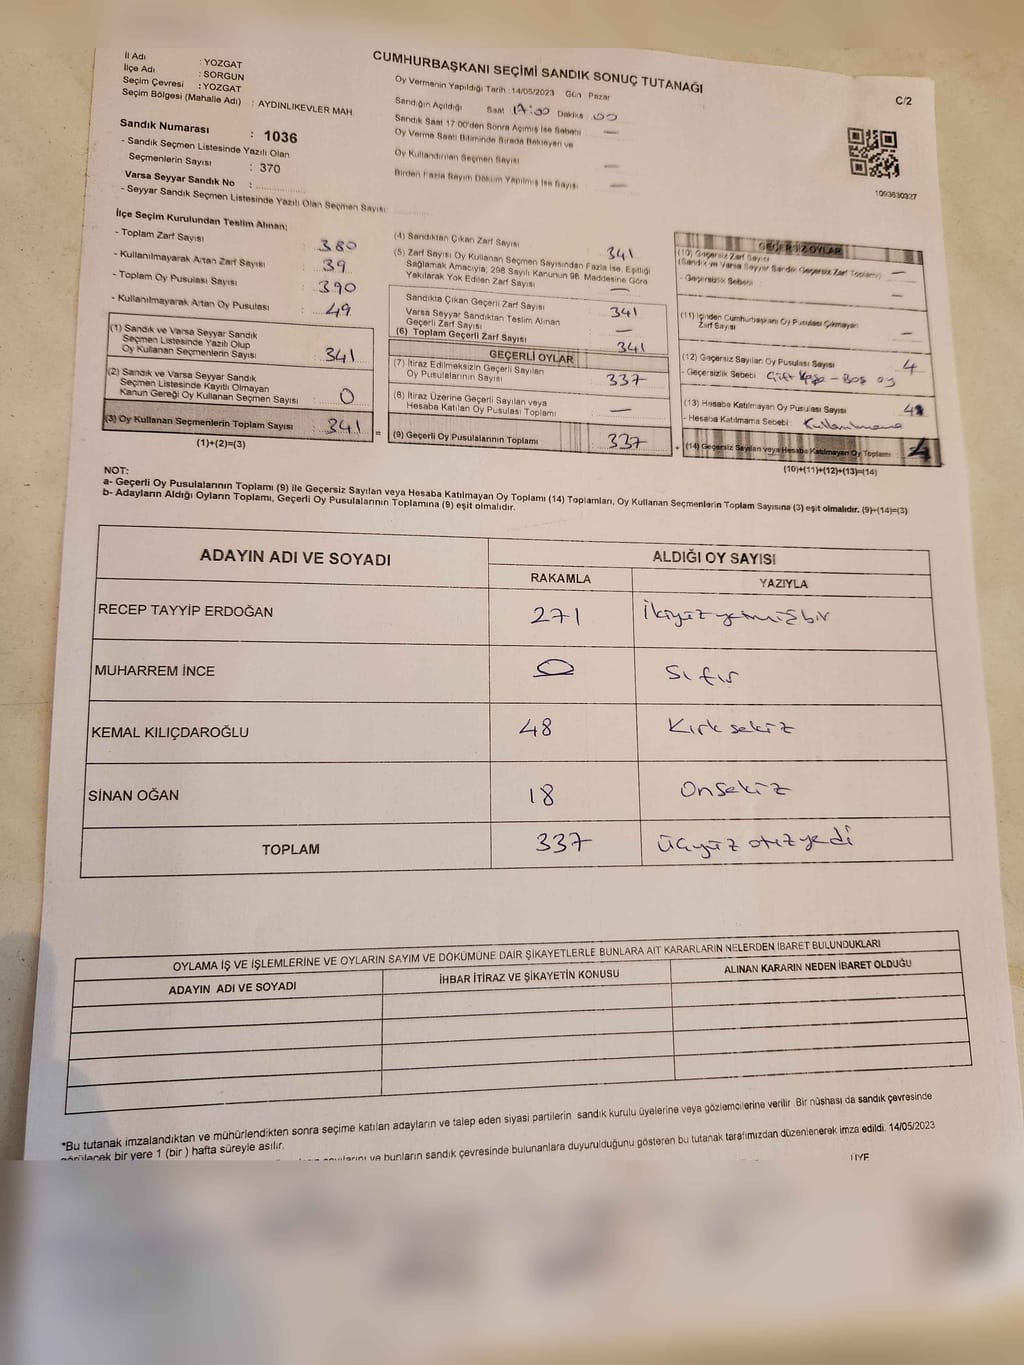 CUMHURBAŞKANI SEÇİMİ SANDIK SONUÇ TUTANAĞI
C/2
İl Adı : YOZGAT
İlçe Adı : SORGUN
Seçim Çevresi : YOZGAT
Seçim Bölgesi (Mahalle Adı) : AYDINLIKEVLER MAH
Sandık Numarası : 1036
- Sandık Seçmen Listesinde Yazılı Olan
Seçmenlerin Sayısı : 370
Varsa Seyyar Sandık No :
- Seyyar Sandık Seçmen Listesinde Yazılı Olan Seçmen Sayısı
Oy Vermenin Yapıldığı Tarih :14/05/2023 Gün : Pazar
Sandığın Açıldığı Saat 17:00 Dakika 00
Sandık Saat 17:00'den Sonra Açılmış İse Sebebi —
Oy Verme Saati Bitiminde Sırada Bekleyen ve
Oy Kullandırılan Seçmen Sayısı —
Birden Fazla Sayım Döküm Yapılmış İse Sayısı —
1093630327
İlçe Seçim Kurulundan Teslim Alınan;
- Toplam Zarf Sayısı : 380
- Kullanılmayarak Artan Zarf Sayısı : 39
- Toplam Oy Pusulası Sayısı : 390
- Kullanılmayarak Artan Oy Pusulası : 49
(1) Sandık ve Varsa Seyyar Sandık
Seçmen Listesinde Yazılı Olup
Oy Kullanan Seçmenlerin Sayısı 341
(2) Sandık ve Varsa Seyyar Sandık
Seçmen Listesinde Kayıtlı Olmayan
Kanun Gereği Oy Kullanan Seçmen Sayısı 0
(3) Oy Kullanan Seçmenlerin Toplam Sayısı 341 =
(1)+(2)=(3)
(4) Sandıktan Çıkan Zarf Sayısı 341
(5) Zarf Sayısı Oy Kullanan Seçmen Sayısından Fazla İse, Eşitliği
Sağlamak Amacıyla, 298 Sayılı Kanunun 98. Maddesine Göre
Yakılarak Yok Edilen Zarf Sayısı —
Sandıkta Çıkan Geçerli Zarf Sayısı 341
Varsa Seyyar Sandıktan Teslim Alınan
Geçerli Zarf Sayısı —
(6) Toplam Geçerli Zarf Sayısı 341
GEÇERLİ OYLAR
(7) İtiraz Edilmeksizin Geçerli Sayılan
Oy Pusulalarının Sayısı 337
(8) İtiraz Üzerine Geçerli Sayılan veya
Hesaba Katılan Oy Pusulası Toplamı —
(9) Geçerli Oy Pusulalarının Toplamı 337 +
GEÇERSİZ OYLAR
(10) Geçersiz Zarf Sayısı
(Sandık ve Varsa Seyyar Sandık Geçersiz Zarf Toplamı) —
- Geçersizlik Sebebi : —
(11) İçinden Cumhurbaşkanı Oy Pusulası Çıkmayan
Zarf Sayısı —
(12) Geçersiz Sayılan Oy Pusulası Sayısı 4
- Geçersizlik Sebebi : Çift Kaşe - Boş oy
(13) Hesaba Katılmayan Oy Pusulası Sayısı
- Hesaba Katılmama Sebebi :
(14) Geçersiz Sayılan veya Hesaba Katılmayan Oy Toplamı 4
(10)+(11)+(12)+(13)=(14)
NOT:
a- Geçerli Oy Pusulalarının Toplamı (9) ile Geçersiz Sayılan veya Hesaba Katılmayan Oy Toplamı (14) Toplamları, Oy Kullanan Seçmenlerin Toplam Sayısına (3) eşit olmalıdır. (9)+(14)=(3)
b- Adayların Aldığı Oyların Toplamı, Geçerli Oy Pusulalarının Toplamına (9) eşit olmalıdır.
ADAYIN ADI VE SOYADI ALDIĞI OY SAYISI
RAKAMLA YAZIYLA
RECEP TAYYİP ERDOĞAN 271 İkiyüzyetmişbir
MUHARREM İNCE 0 Sıfır
KEMAL KILIÇDAROĞLU 48 Kırk sekiz
SİNAN OĞAN 18 Onsekiz
TOPLAM 337 Üçyüz otuzyedi
OYLAMA İŞ VE İŞLEMLERİNE VE OYLARIN SAYIM VE DÖKÜMÜNE DAİR ŞİKAYETLERLE BUNLARA AİT KARARLARIN NELERDEN İBARET BULUNDUKLARI
ADAYIN ADI VE SOYADI İHBAR İTİRAZ VE ŞİKAYETİN KONUSU ALINAN KARARIN NEDEN İBARET OLDUĞU
*Bu tutanak imzalandıktan ve mühürlendikten sonra seçime katılan adayların ve talep eden siyasi partilerin sandık kurulu üyelerine veya gözlemcilerine verilir. Bir nüshası da sandık çevresinde
görülecek bir yere 1 (bir ) hafta süreyle asılır.
ve bunların sandık çevresinde bulunanlara duyurulduğunu gösteren bu tutanak tarafımızdan düzenlenerek imza edildi. 14/05/2023
ÜYE